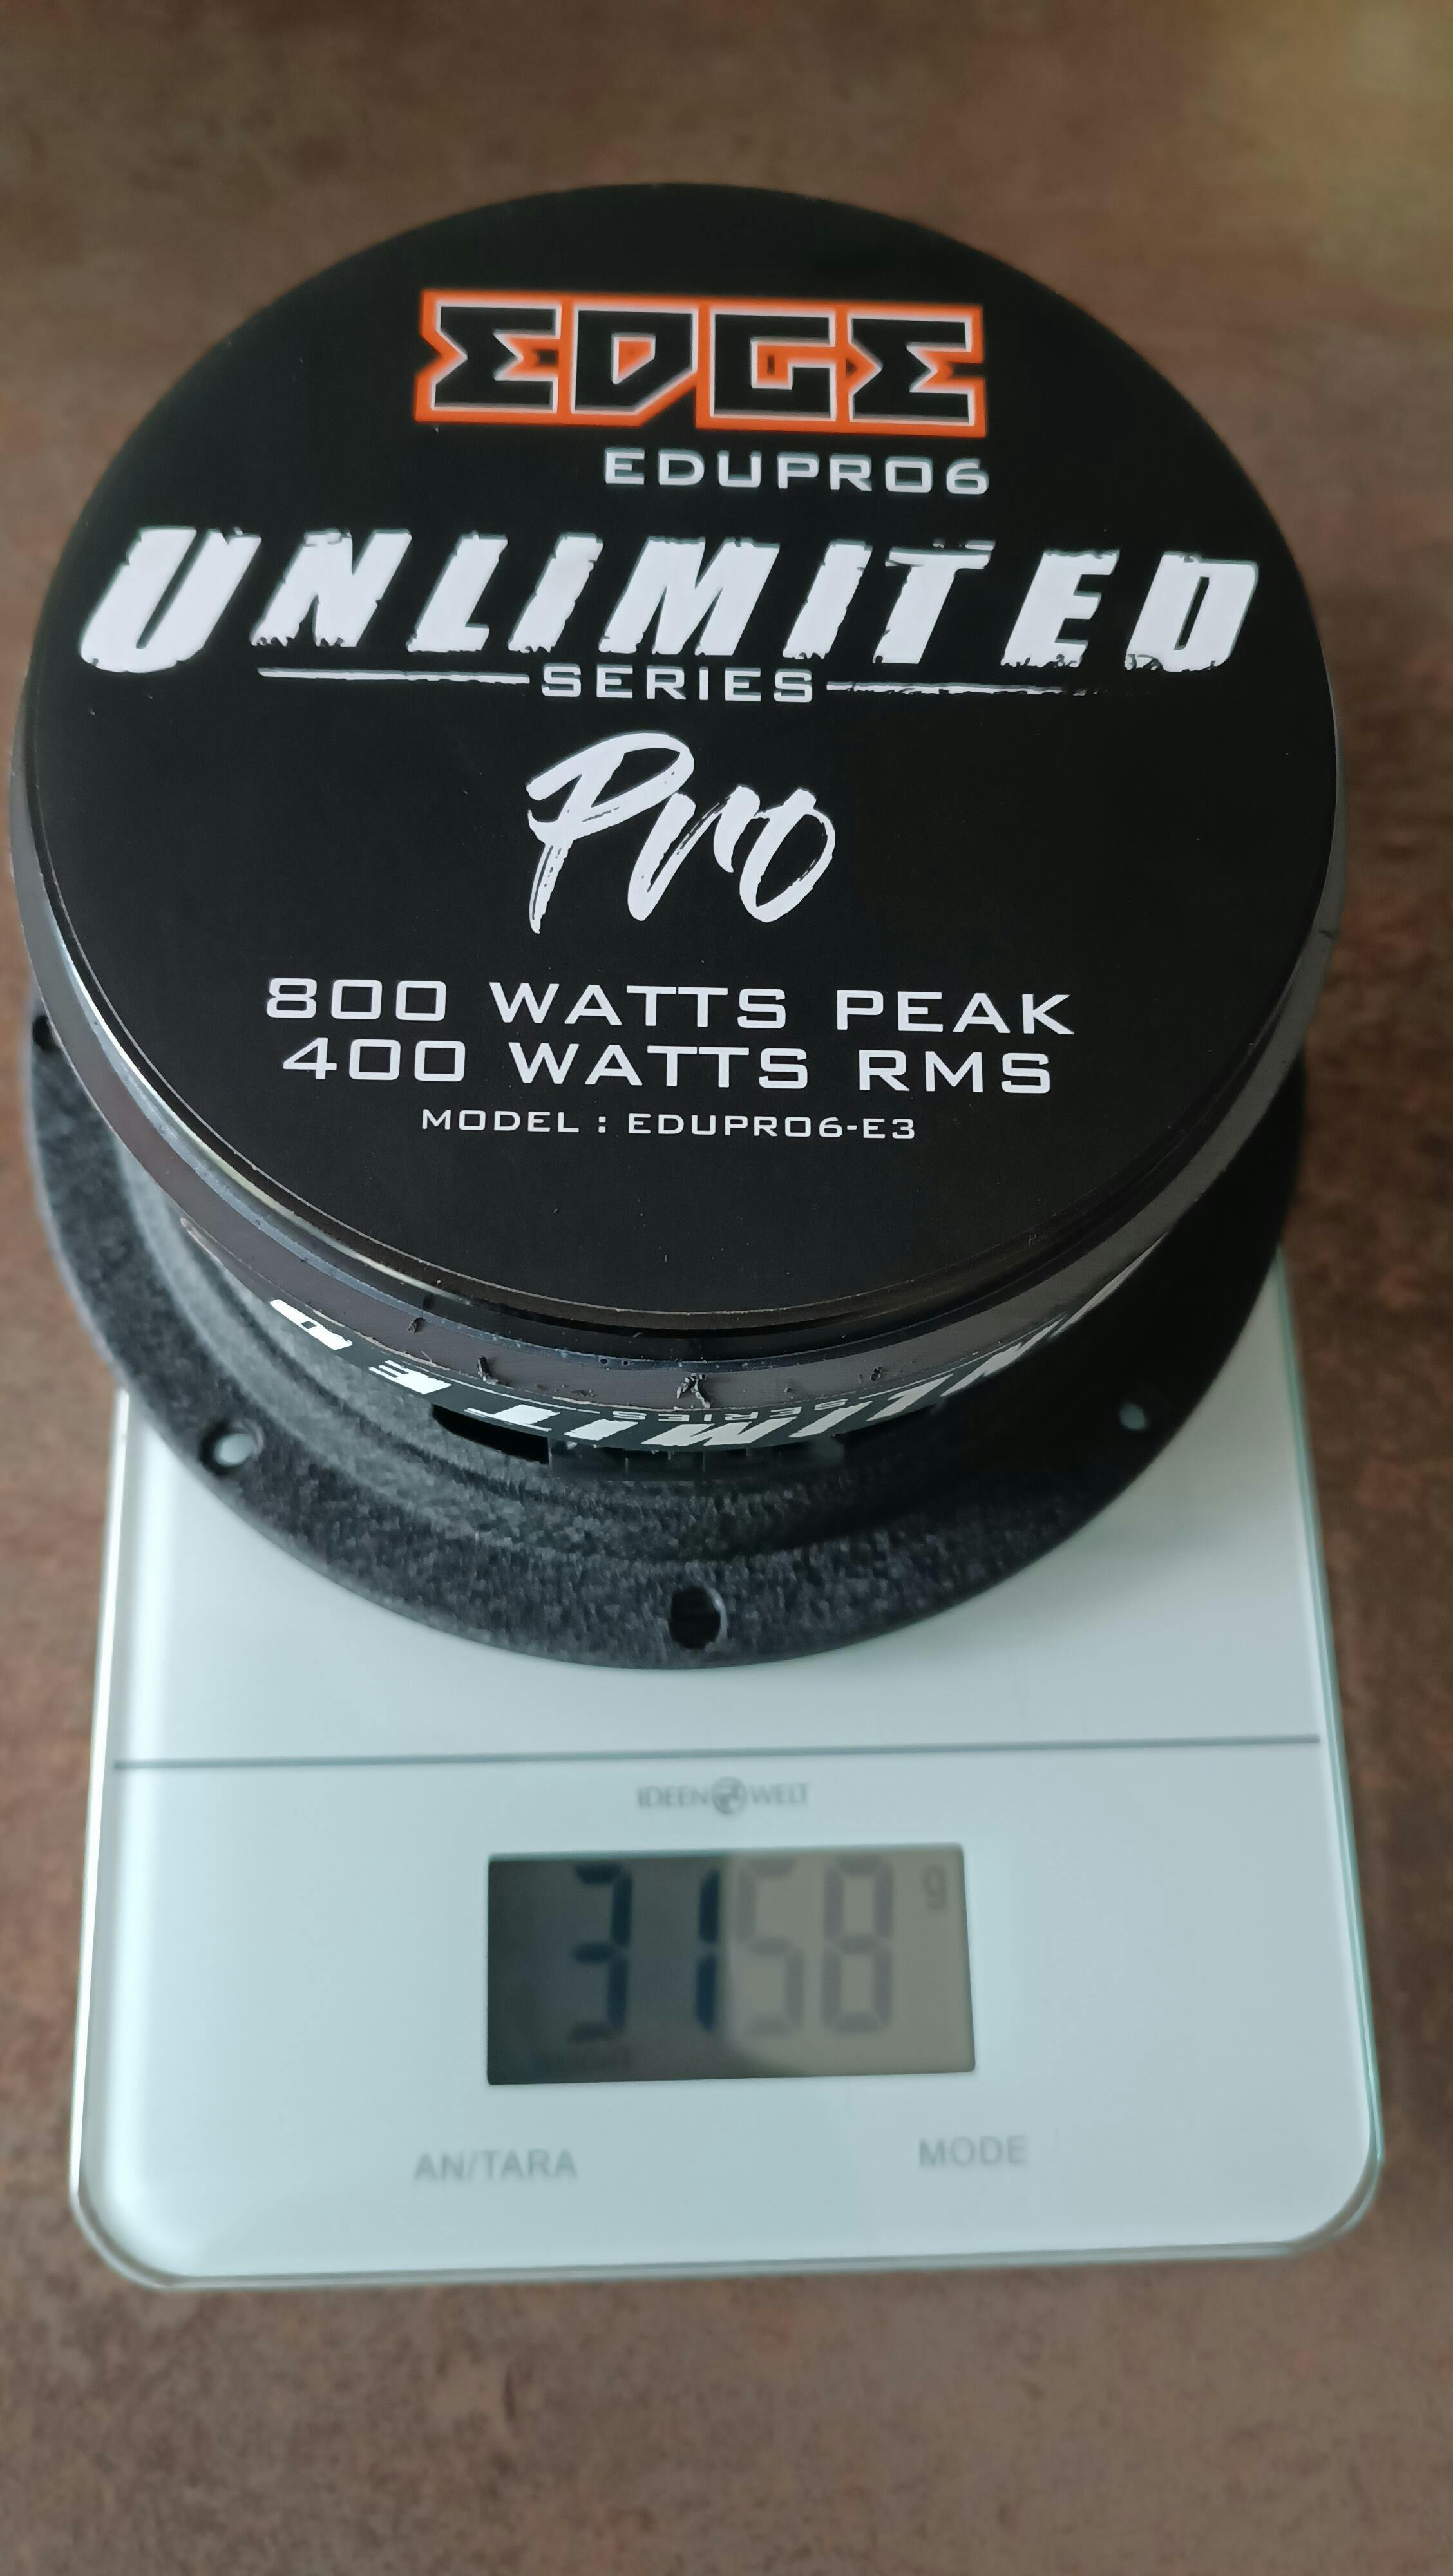 EDGE
EDUPRO6
UNLIMITED
SERIES
Pro
800 WATTS PEAK
400 WATTS RMS
MODEL : EDUPRO6-E3
UNLIMITED
SERIES
IDEEN WELT
3158 g
AN/TARA
MODE